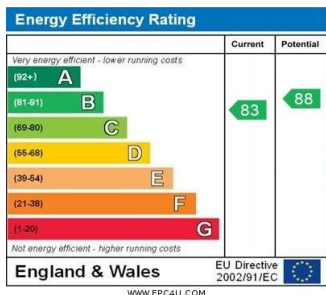 Energy Efficiency Rating
Current Potential
Very energy efficient - lower running costs
(92+) A
(81-91) B
83 88
(69-80) C
(55-68) D
(39-54) E
(21-38) F
(1-20) G
Not energy efficient - higher running costs
England & Wales
EU Directive
2002/91/EC
WWW.EPC4U.COM